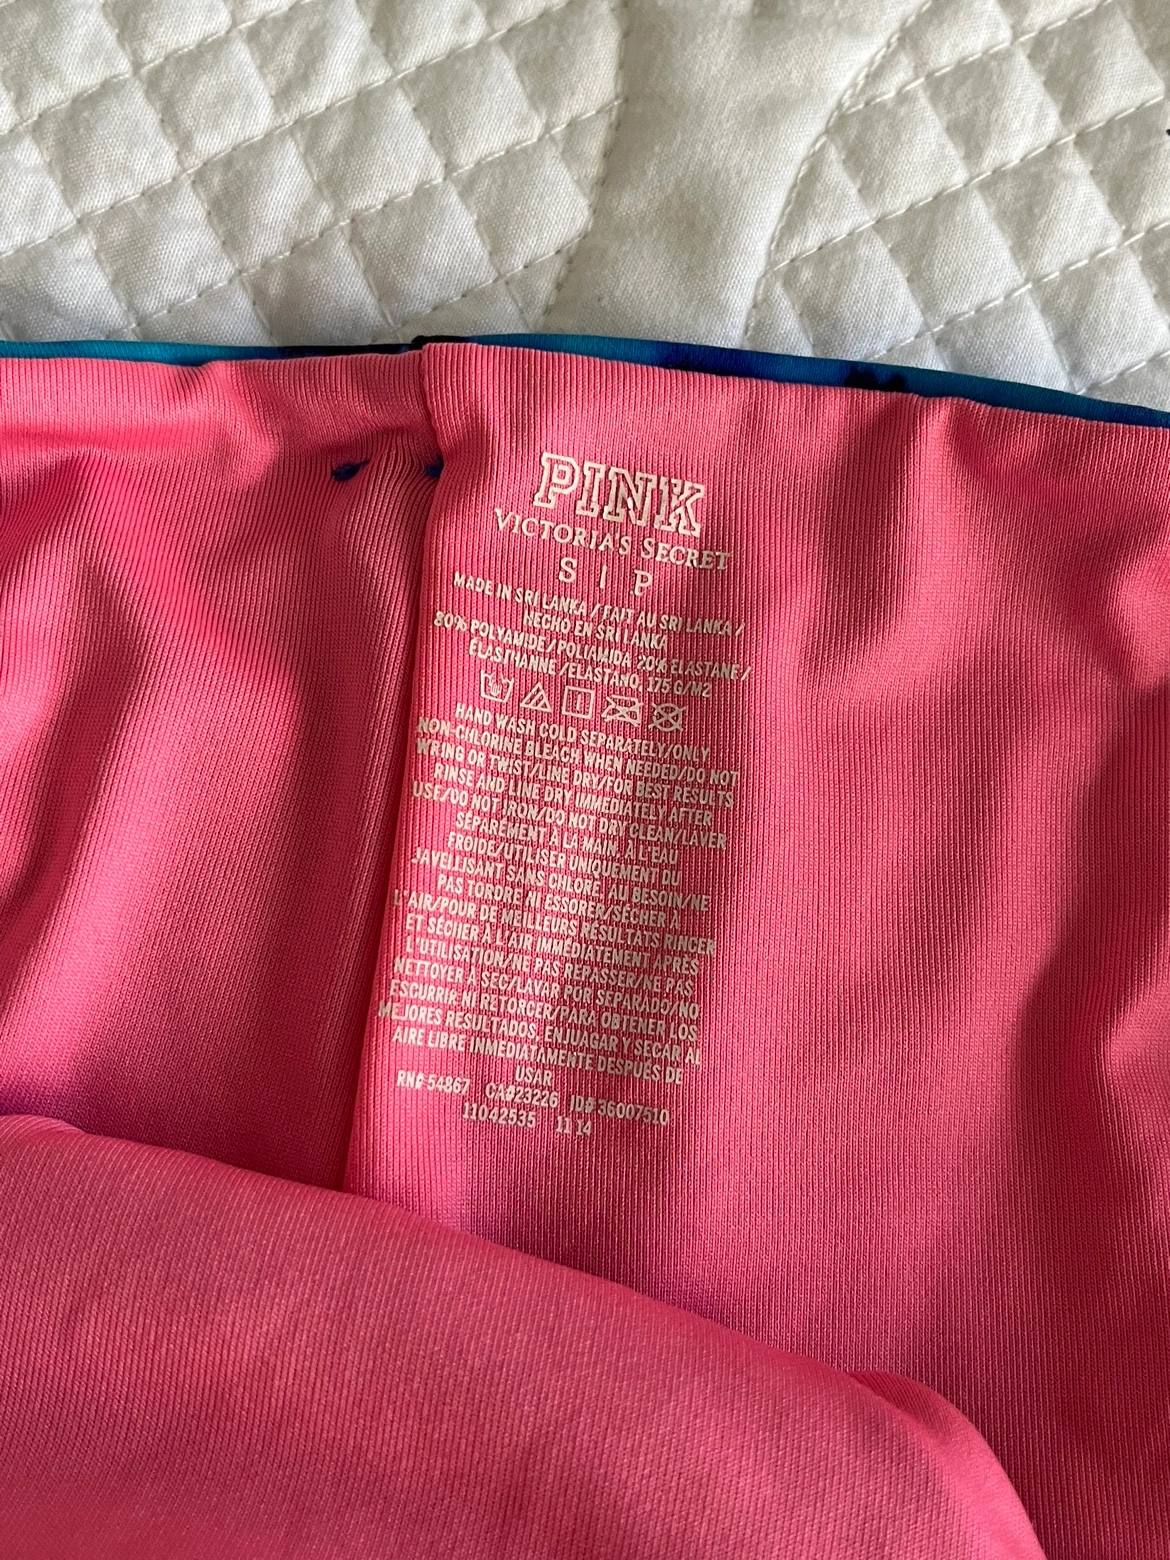 PINK
VICTORIA'S SECRET
S | P
MADE IN SRI LANKA / FAIT AU SRI LANKA /
HECHO EN SRI LANKA
80% POLYAMIDE/POLIAMIDA, 20% ELASTANE/
ÉLASTHANNE/ELASTANO, 175 G/M2
HAND WASH COLD SEPARATELY/ONLY
NON-CHLORINE BLEACH, WHEN NEEDED/DO NOT
WRING OR TWIST/LINE DRY/FOR BEST RESULTS
RINSE AND LINE DRY IMMEDIATELY AFTER
USE/DO NOT IRON/DO NOT DRY CLEAN/LAVER
SÉPARÉMENT À LA MAIN, À L'EAU
FROIDE/UTILISER UNIQUEMENT DU
JAVELLISANT SANS CHLORE, AU BESOIN/NE
PAS TORDRE NI ESSORER/SÉCHER À
L'AIR/POUR DE MEILLEURS RÉSULTATS RINCER
ET SÉCHER À L'AIR IMMÉDIATEMENT APRÈS
L'UTILISATION/NE PAS REPASSER/NE PAS
NETTOYER À SEC/LAVAR POR SEPARADO/NO
ESCURRIR NI RETORCER/PARA OBTENER LOS
MEJORES RESULTADOS, ENJUAGAR Y SECAR AL
AIRE LIBRE INMEDIATAMENTE DESPUÉS DE
USAR
RN# 54867 CA#23226 ID# 36007510
11042535 11 14